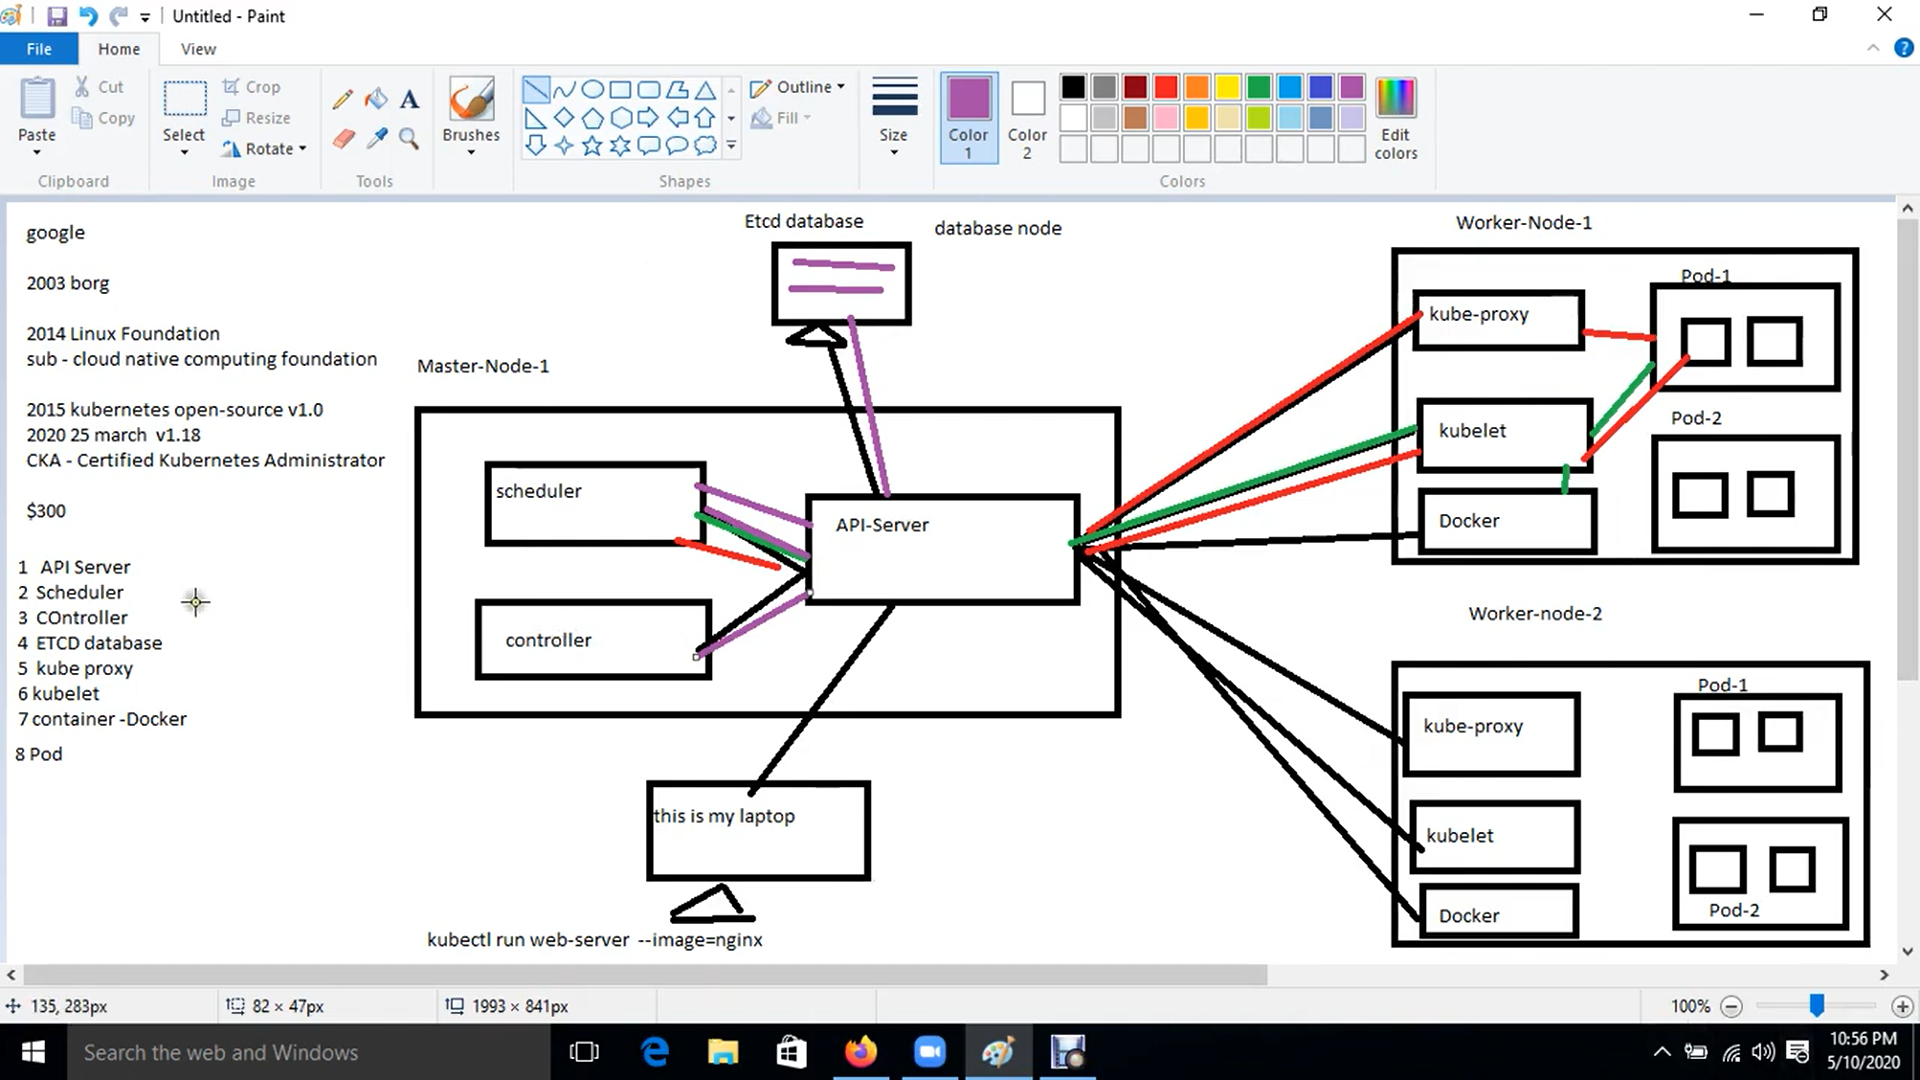 Untitled - Paint
File
Home
View
Cut
Copy
Paste
Clipboard
Select
Crop
Resize
Rotate
Image
Tools
Brushes
Outline
Fill
Shapes
Size
Color 1
Color 2
Edit colors
Colors
google
2003 borg
2014 Linux Foundation
sub - cloud native computing foundation
2015 kubernetes open-source v1.0
2020 25 march v1.18
CKA - Certified Kubernetes Administrator
$300
1 API Server
2 Scheduler
3 COntroller
4 ETCD database
5 kube proxy
6 kubelet
7 container -Docker
8 Pod
Etcd database
database node
Master-Node-1
scheduler
API-Server
controller
this is my laptop
kubectl run web-server --image=nginx
Worker-Node-1
kube-proxy
Pod-1
kubelet
Pod-2
Docker
Worker-node-2
kube-proxy
Pod-1
kubelet
Pod-2
Docker
135, 283px
82 × 47px
1993 × 841px
100%
Search the web and Windows
10:56 PM
5/10/2020